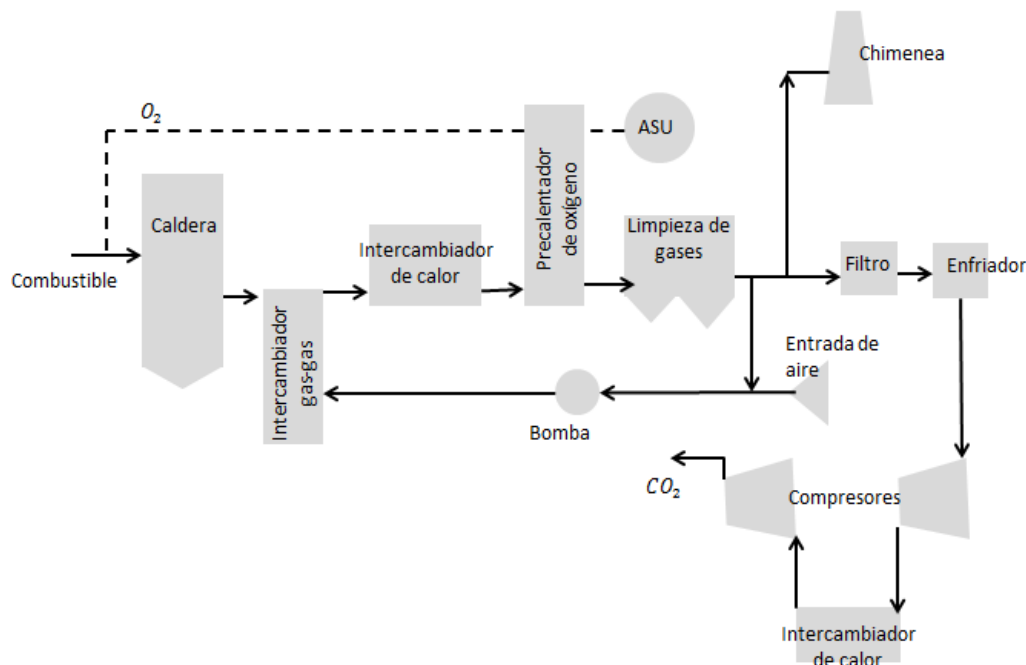 Chimenea
O₂
ASU
Precalentador
de oxígeno
Caldera
Limpieza de
gases
Intercambiador
de calor
Filtro
Enfriador
Combustible
Intercambiador
gas-gas
Entrada de
aire
Bomba
CO₂
Compresores
Intercambiador
de calor